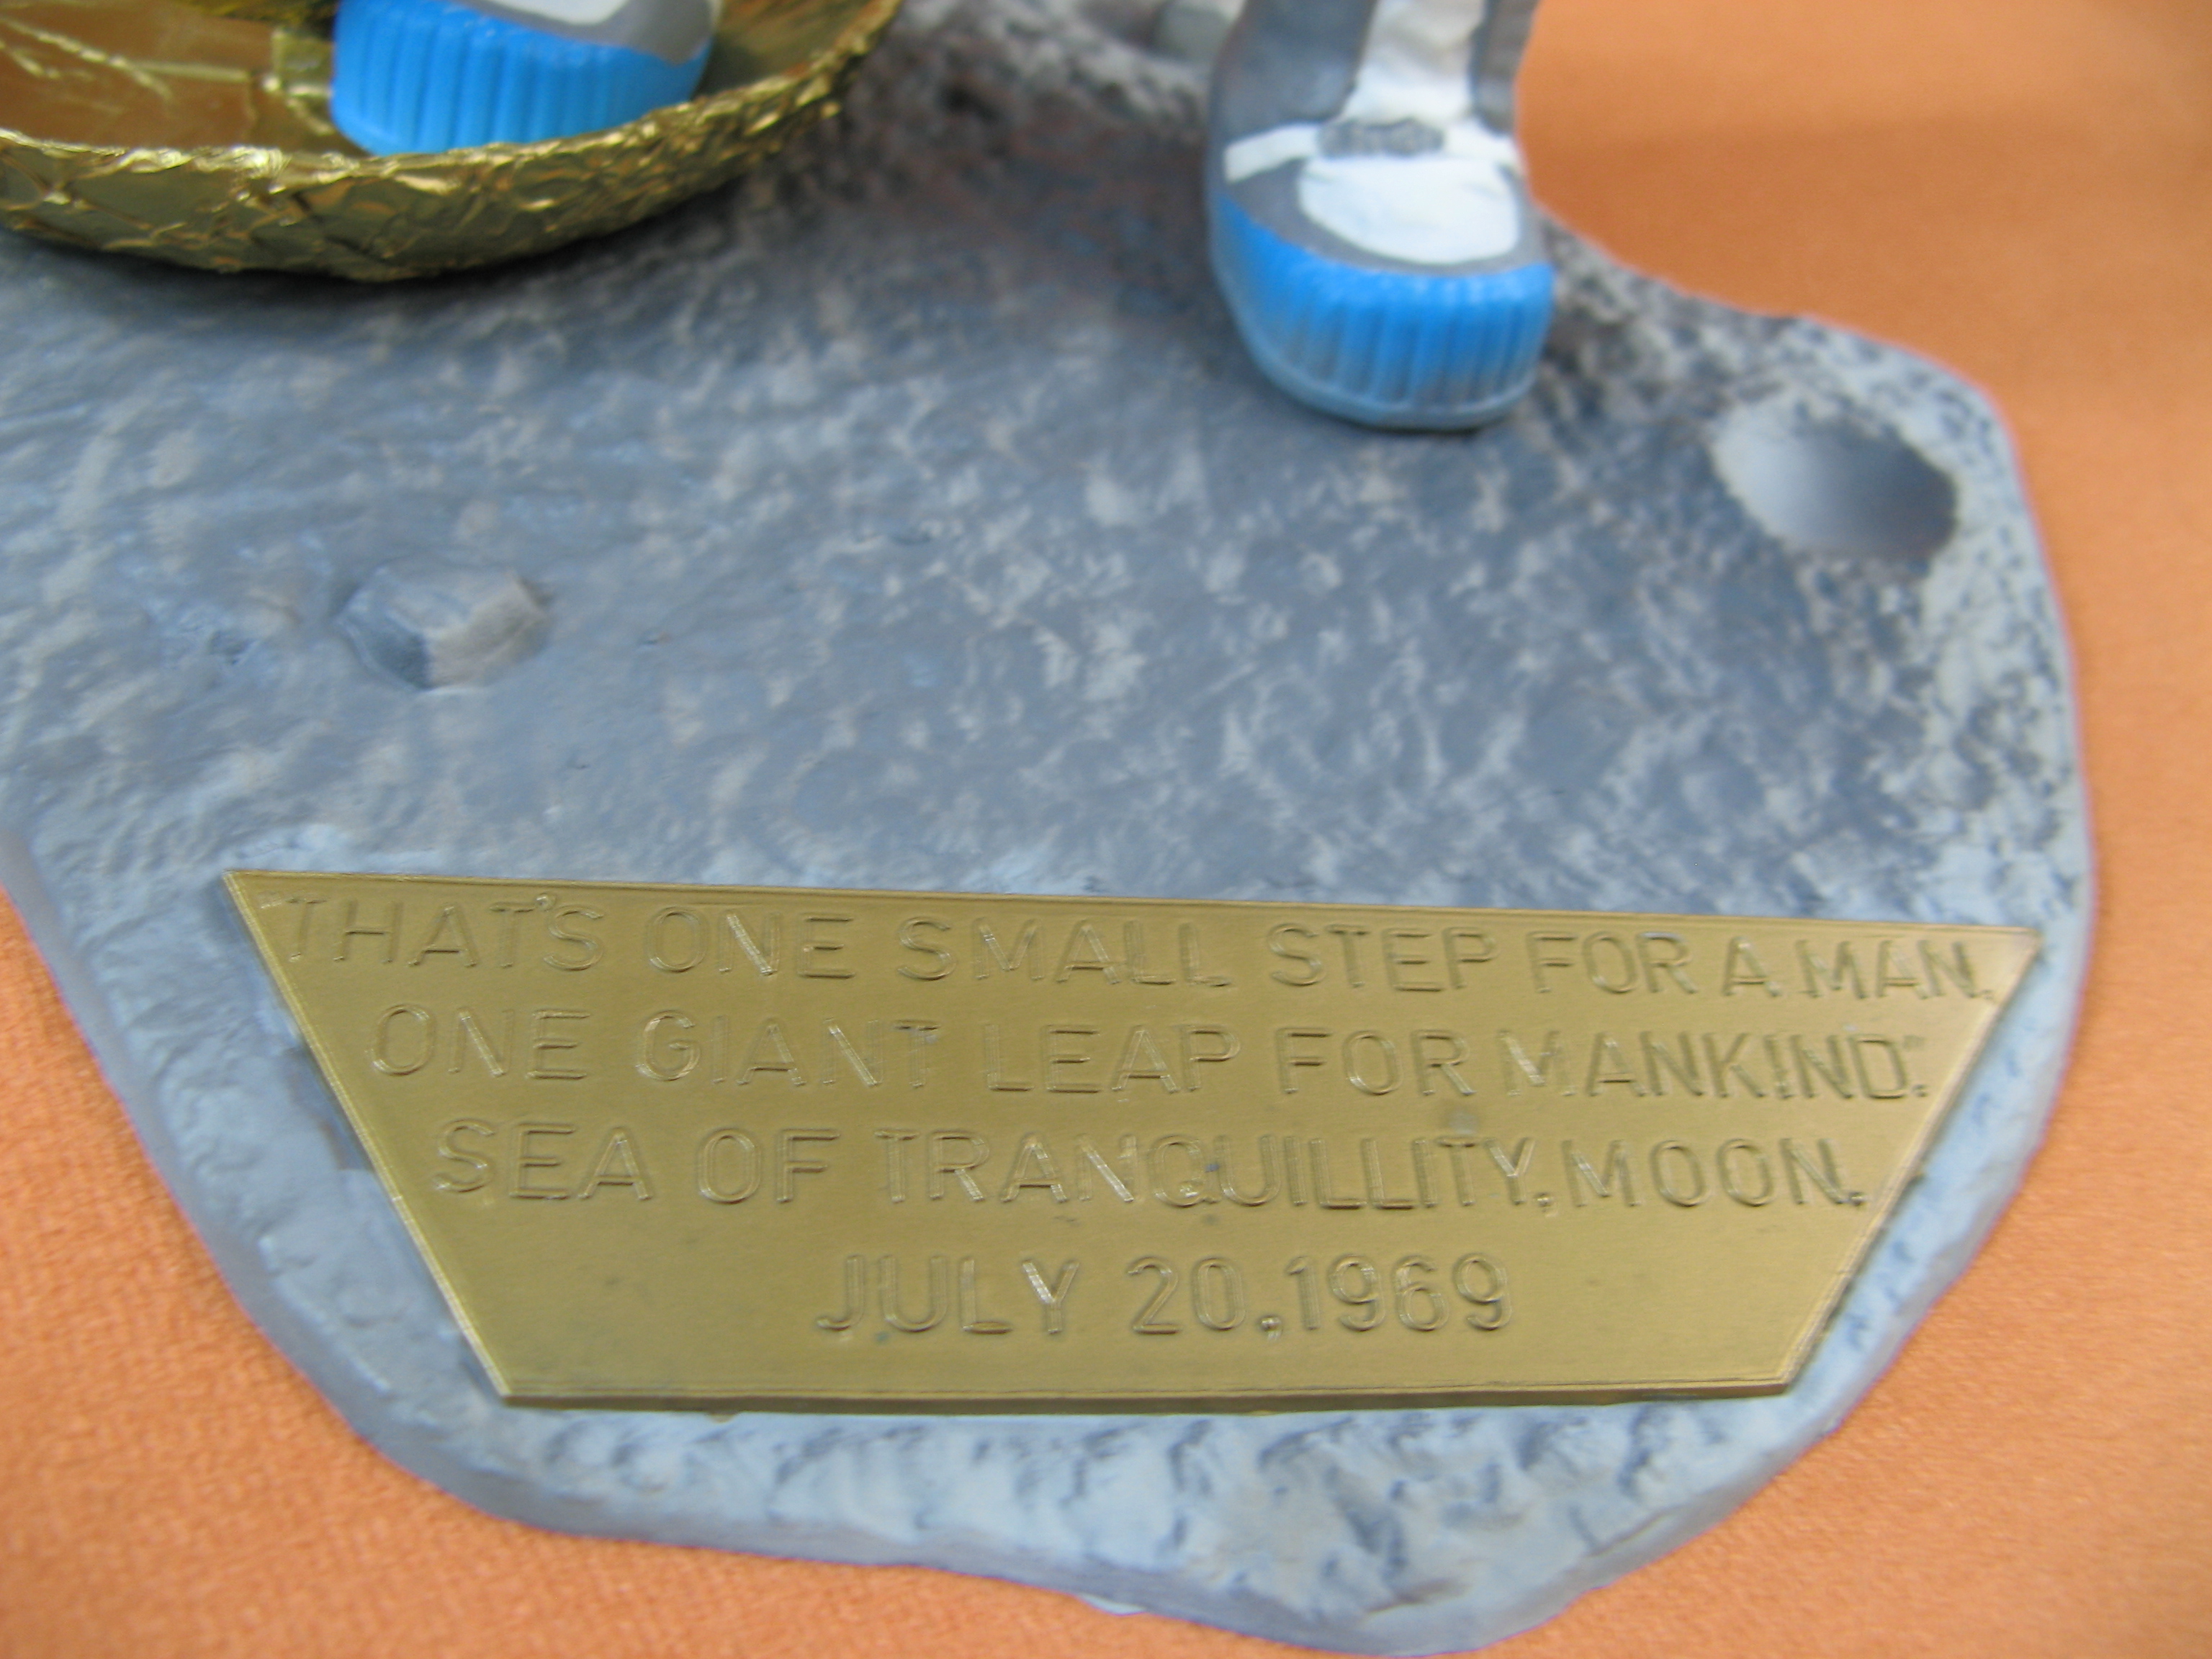 "THAT'S ONE SMALL STEP FOR A MAN,
ONE GIANT LEAP FOR MANKIND."
SEA OF TRANQUILLITY, MOON.
JULY 20, 1969